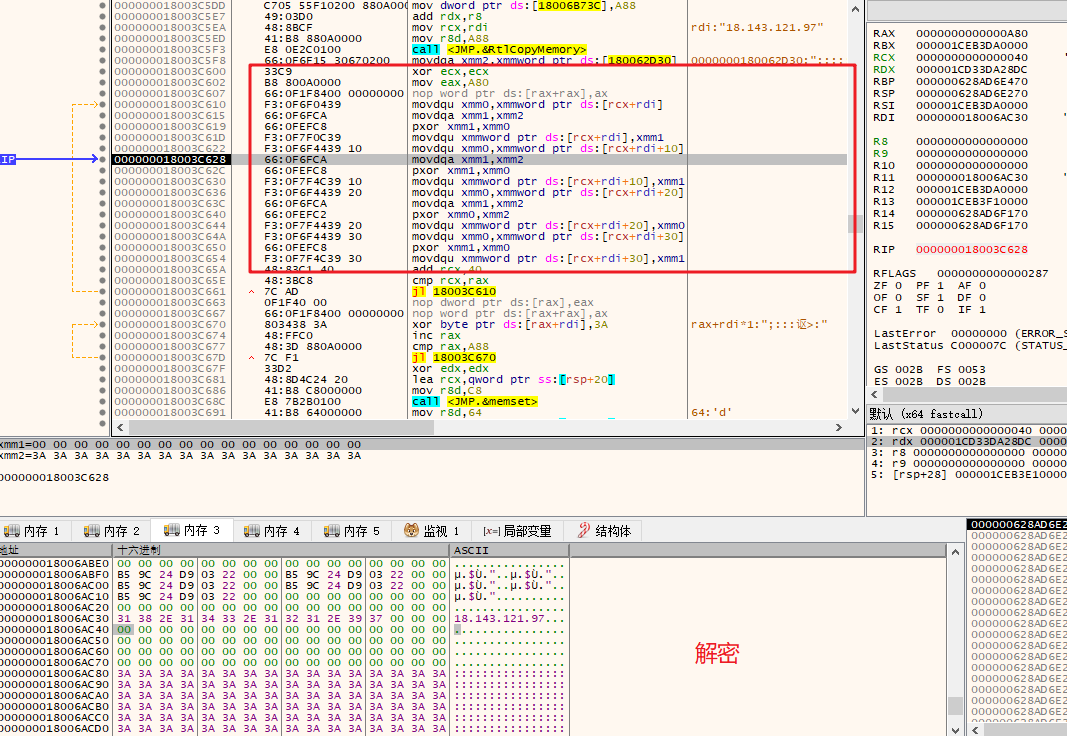 000000018003C5DD C705 55F10200 880A000 mov dword ptr ds:[18006B73C],A88
000000018003C5E7 49:03D0 add rdx,r8
000000018003C5EA 48:8BCF mov rcx,rdi rdi:"18.143.121.97"
000000018003C5ED 41:B8 880A0000 mov r8d,A88
000000018003C5F3 E8 0E2C0100 call <JMP.&RtlCopyMemory>
000000018003C5F8 66:0F6F15 30670200 movdqa xmm2,xmmword ptr ds:[180062D30] 0000000180062D30:";:::
000000018003C600 33C9 xor ecx,ecx
000000018003C602 B8 800A0000 mov eax,A80
000000018003C607 66:0F1F8400 00000000 nop word ptr ds:[rax+rax],ax
000000018003C610 F3:0F6F0439 movdqu xmm0,xmmword ptr ds:[rcx+rdi]
000000018003C615 66:0F6FCA movdqa xmm1,xmm2
000000018003C619 66:0FEFC8 pxor xmm1,xmm0
000000018003C61D F3:0F7F0C39 movdqu xmmword ptr ds:[rcx+rdi],xmm1
000000018003C622 F3:0F6F4439 10 movdqu xmm0,xmmword ptr ds:[rcx+rdi+10]
IP 000000018003C628 66:0F6FCA movdqa xmm1,xmm2
000000018003C62C 66:0FEFC8 pxor xmm1,xmm0
000000018003C630 F3:0F7F4C39 10 movdqu xmmword ptr ds:[rcx+rdi+10],xmm1
000000018003C636 F3:0F6F4439 20 movdqu xmm0,xmmword ptr ds:[rcx+rdi+20]
000000018003C63C 66:0F6FCA movdqa xmm1,xmm2
000000018003C640 66:0FEFC2 pxor xmm0,xmm2
000000018003C644 F3:0F7F4439 20 movdqu xmmword ptr ds:[rcx+rdi+20],xmm0
000000018003C64A F3:0F6F4439 30 movdqu xmm0,xmmword ptr ds:[rcx+rdi+30]
000000018003C650 66:0FEFC8 pxor xmm1,xmm0
000000018003C654 F3:0F7F4C39 30 movdqu xmmword ptr ds:[rcx+rdi+30],xmm1
000000018003C65A 48:83C1 40 add rcx,40
000000018003C65E 48:3BC8 cmp rcx,rax
000000018003C661 7C AD jl 18003C610
000000018003C663 0F1F40 00 nop dword ptr ds:[rax],eax
000000018003C667 66:0F1F8400 00000000 nop word ptr ds:[rax+rax],ax
000000018003C670 803438 3A xor byte ptr ds:[rax+rdi],3A
000000018003C674 48:FFC0 inc rax
000000018003C677 48:3D 880A0000 cmp rax,A88
000000018003C67D 7C F1 jl 18003C670
000000018003C67F 33D2 xor edx,edx
000000018003C681 48:8D4C24 20 lea rcx,qword ptr ss:[rsp+20]
000000018003C686 41:B8 C8000000 mov r8d,C8
000000018003C68C E8 7B2B0100 call <JMP.&memset>
000000018003C691 41:B8 64000000 mov r8d,64 64:'d'
RAX 0000000000000A80
RBX 000001CEB3DA0000
RCX 0000000000000040
RDX 000001CD33DA28DC
RBP 000000628AD6E470
RSP 000000628AD6E270
RSI 000001CEB3DA0000
RDI 000000018006AC30
R8 0000000000000000
R9 0000000000000000
R10 0000000000000000
R11 000000018006AC30
R12 000001CEB3DA0000
R13 000001CEB3F10000
R14 000000628AD6F170
R15 000000628AD6F170
RIP 000000018003C628
RFLAGS 0000000000000287
ZF 0 PF 1 AF 0
OF 0 SF 1 DF 0
CF 1 TF 0 IF 1
LastError 00000000 (ERROR_S
LastStatus C000007C (STATUS_
GS 002B FS 0053
ES 002B DS 002B
默认 (x64 fastcall)
1: rcx 0000000000000040 0000
2: rdx 000001CD33DA28DC 0000
3: r8 0000000000000000 00000
4: r9 0000000000000000 00000
5: [rsp+28] 000001CEB3E10000
xmm1=00 00 00 00 00 00 00 00 00 00 00 00 00 00 00 00
xmm2=3A 3A 3A 3A 3A 3A 3A 3A 3A 3A 3A 3A 3A 3A 3A 3A
000000018003C628
内存 1 内存 2 内存 3 内存 4 内存 5 监视 1 [x=] 局部变量 结构体
地址 十六进制 ASCII
000000018006ABE0 00 00 00 00 00 00 00 00 00 00 00 00 00 00 00 00 ................
000000018006ABF0 B5 9C 24 D9 03 22 00 00 B5 9C 24 D9 03 22 00 00 µ.$Ù."..µ.$Ù."..
000000018006AC00 B5 9C 24 D9 03 22 00 00 B5 9C 24 D9 03 22 00 00 µ.$Ù."..µ.$Ù."..
000000018006AC10 B5 9C 24 D9 03 22 00 00 00 00 00 00 00 00 00 00 µ.$Ù."..........
000000018006AC20 00 00 00 00 00 00 00 00 00 00 00 00 00 00 00 00 ................
000000018006AC30 31 38 2E 31 34 33 2E 31 32 31 2E 39 37 00 00 00 18.143.121.97...
000000018006AC40 00 00 00 00 00 00 00 00 00 00 00 00 00 00 00 00 ................
000000018006AC50 00 00 00 00 00 00 00 00 00 00 00 00 00 00 00 00 ................
000000018006AC60 00 00 00 00 00 00 00 00 00 00 00 00 00 00 00 00 ................
000000018006AC70 00 00 00 00 00 00 00 00 00 00 00 00 00 00 00 00 ................
000000018006AC80 3A 3A 3A 3A 3A 3A 3A 3A 3A 3A 3A 3A 3A 3A 3A 3A ::::::::::::::::
000000018006AC90 3A 3A 3A 3A 3A 3A 3A 3A 3A 3A 3A 3A 3A 3A 3A 3A ::::::::::::::::
000000018006ACA0 3A 3A 3A 3A 3A 3A 3A 3A 3A 3A 3A 3A 3A 3A 3A 3A ::::::::::::::::
000000018006ACB0 3A 3A 3A 3A 3A 3A 3A 3A 3A 3A 3A 3A 3A 3A 3A 3A ::::::::::::::::
000000018006ACC0 3A 3A 3A 3A 3A 3A 3A 3A 3A 3A 3A 3A 3A 3A 3A 3A ::::::::::::::::
000000018006ACD0 3A 3A 3A 3A 3A 3A 3A 3A 3A 3A 3A 3A 3A 3A 3A 3A ::::::::::::::::
解密
000000628AD6E2